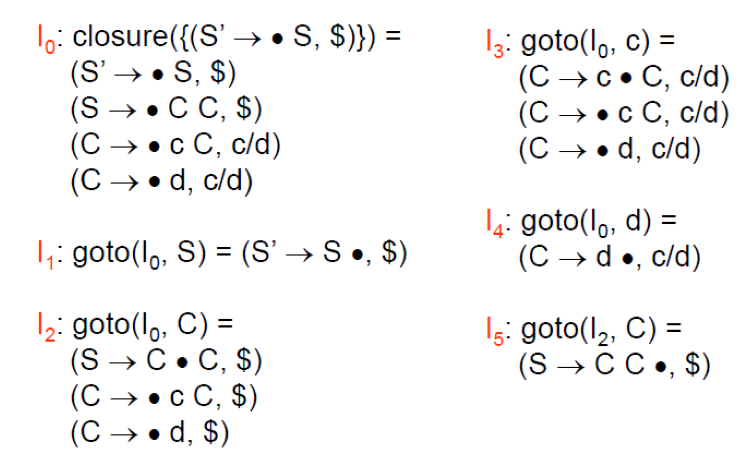 I₀: closure({(S’ → • S, $)}) =
(S’ → • S, $)
(S → • C C, $)
(C → • c C, c/d)
(C → • d, c/d)
I₁: goto(I₀, S) = (S’ → S •, $)
I₂: goto(I₀, C) =
(S → C • C, $)
(C → • c C, $)
(C → • d, $)
I₃: goto(I₀, c) =
(C → c • C, c/d)
(C → • c C, c/d)
(C → • d, c/d)
I₄: goto(I₀, d) =
(C → d •, c/d)
I₅: goto(I₂, C) =
(S → C C •, $)